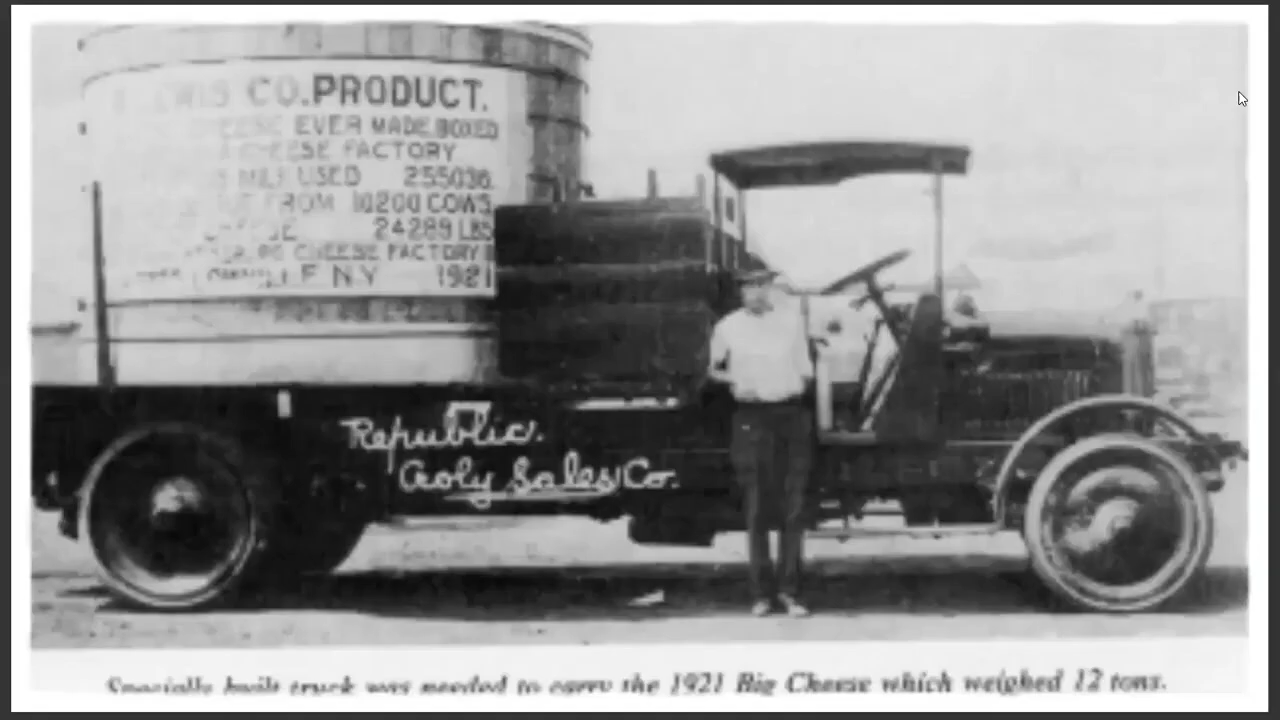 CO. PRODUCT.
EVER MADE. BOXED
CHEESE FACTORY
MILK USED 255036.
FROM 10200 COWS.
24289 LBS
CHEESE FACTORY
N.Y 1921
Republic.
Sales Co.
Specially built truck was needed to carry the 1921 Big Cheese which weighed 12 tons.